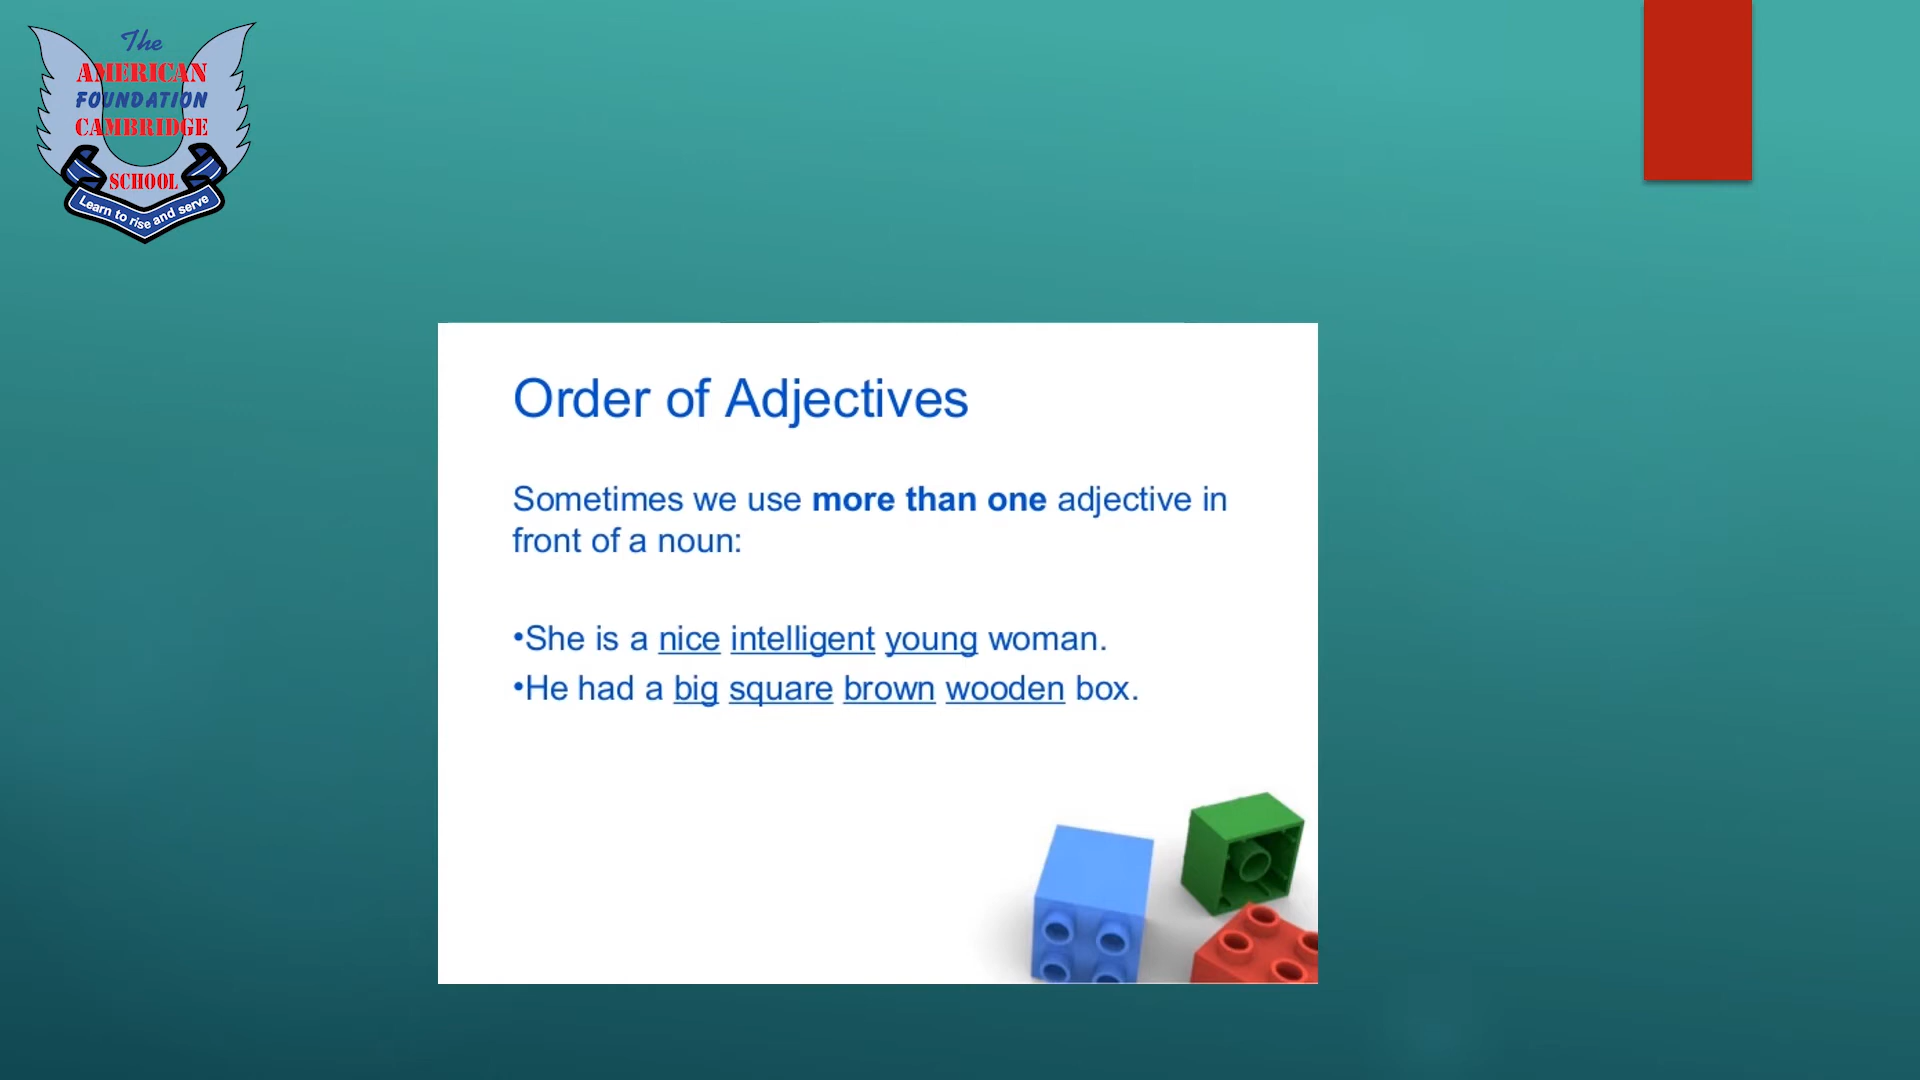 The
AMERICAN
FOUNDATION
CAMBRIDGE
SCHOOL
Learn to rise and serve
Order of Adjectives
Sometimes we use more than one adjective in
front of a noun:
•She is a nice intelligent young woman.
•He had a big square brown wooden box.